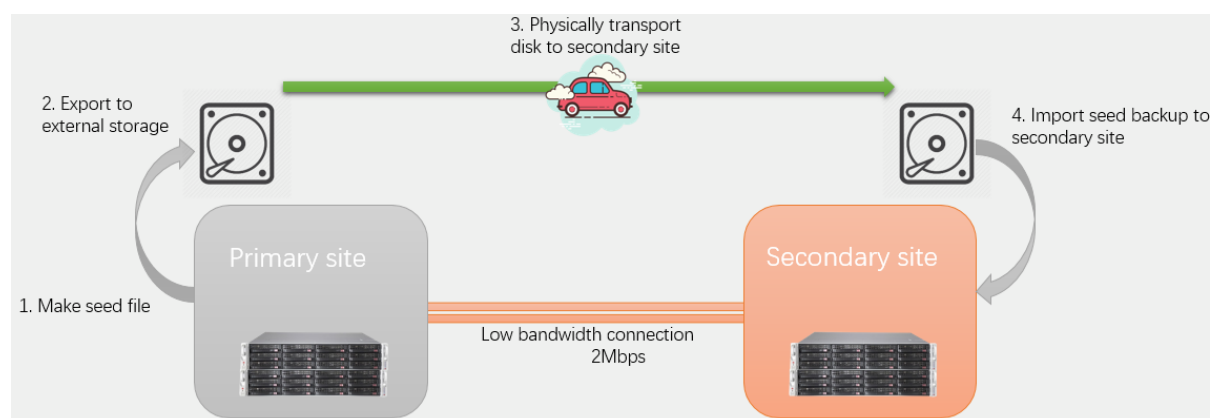 3. Physically transport
disk to secondary site
2. Export to
external storage
4. Import seed backup to
secondary site
Primary site
Secondary site
1. Make seed file
Low bandwidth connection
2Mbps